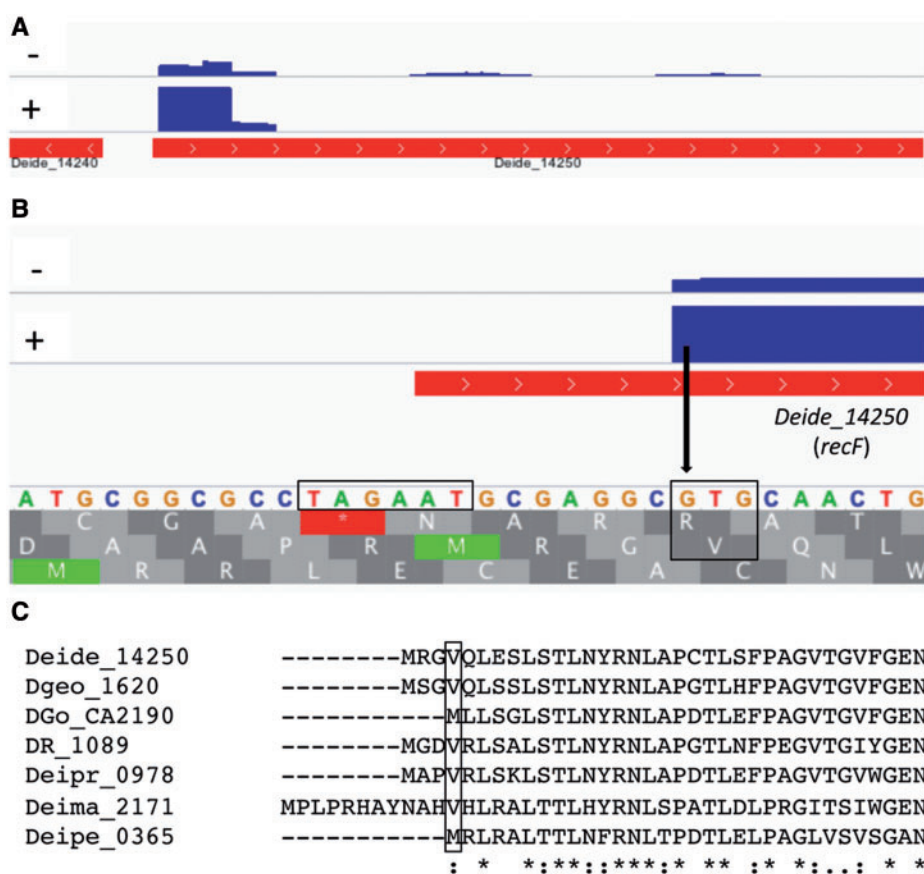 A
-
+
Deide_14240
Deide_14250
B
-
+
Deide_14250
(recF)
A T G C G G C G C C T A G A A T G C G A G G C G T G C A A C T G
C G A * N A R R A T
D A A P R M R G V Q L
M R R L E C E A C N W
C
Deide_14250 ---------MRGVQLESLSTLNYRNLAPCTLSFPAGVTGVFGEN
Dgeo_1620 ---------MSGVQLSSLSTLNYRNLAPGTLHFPAGVTGVFGEN
DGo_CA2190 ------------MLLSGLSTLNYRNLAPDTLEFPAGVTGVFGEN
DR_1089 ---------MGDVRLSALSTLNYRNLAPGTLNFPEGVTGIYGEN
Deipr_0978 ---------MAPVRLSKLSTLNYRNLAPDTLEFPAGVTGVWGEN
Deima_2171 MPLPRHAYNAHVHLRALTTLHYRNLSPATLDLPRGITSIWGEN
Deipe_0365 ------------MRLRALTTLNFRNLTPDTLELPAGLVSVSGAN
: * *:**::***:* ** :* *:..: * *